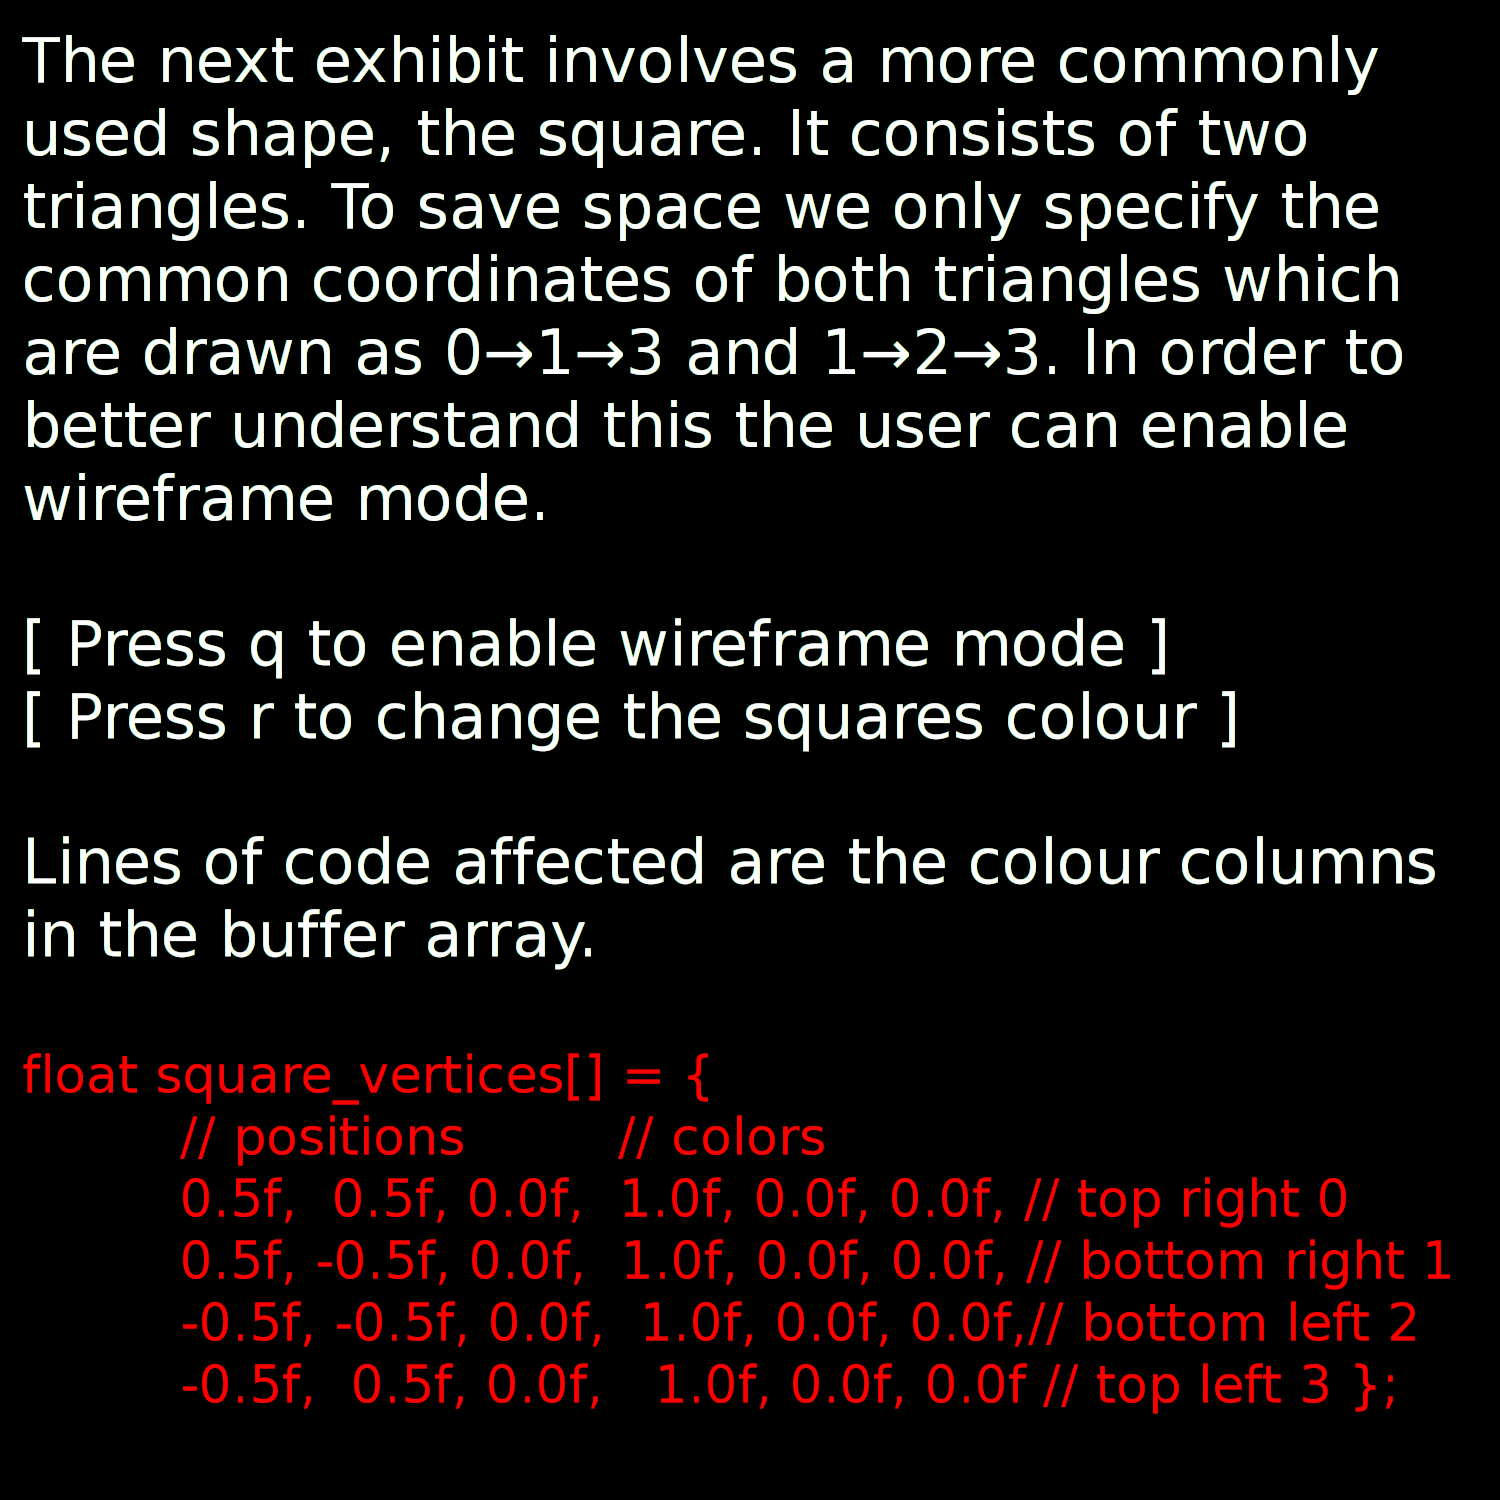 The next exhibit involves a more commonly
used shape, the square. It consists of two
triangles. To save space we only specify the
common coordinates of both triangles which
are drawn as 0→1→3 and 1→2→3. In order to
better understand this the user can enable
wireframe mode.
[ Press q to enable wireframe mode ]
[ Press r to change the squares colour ]
Lines of code affected are the colour columns
in the buffer array.
float square_vertices[] = {
// positions // colors
0.5f, 0.5f, 0.0f, 1.0f, 0.0f, 0.0f, // top right 0
0.5f, -0.5f, 0.0f, 1.0f, 0.0f, 0.0f, // bottom right 1
-0.5f, -0.5f, 0.0f, 1.0f, 0.0f, 0.0f,// bottom left 2
-0.5f, 0.5f, 0.0f, 1.0f, 0.0f, 0.0f // top left 3 };